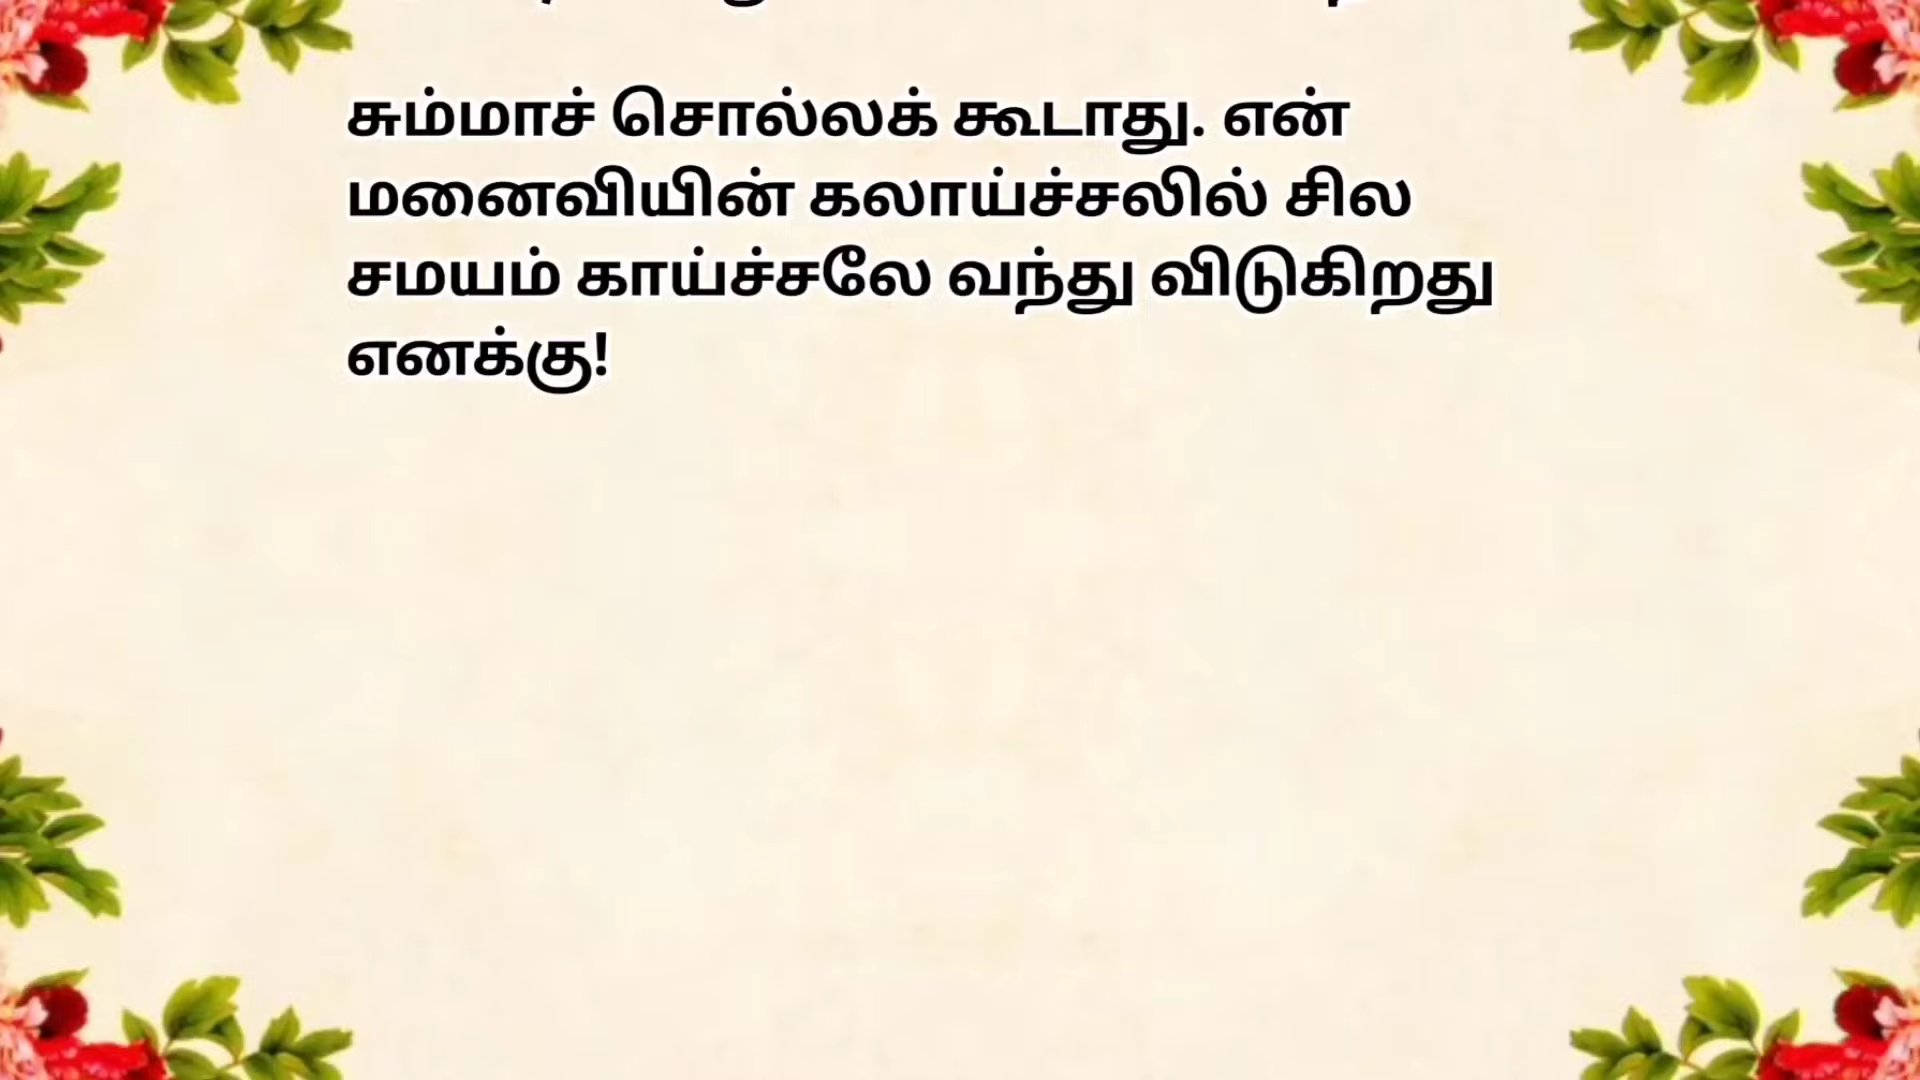 சும்மாச் சொல்லக் கூடாது. என்
மனைவியின் கலாய்ச்சலில் சில
சமயம் காய்ச்சலே வந்து விடுகிறது
எனக்கு!